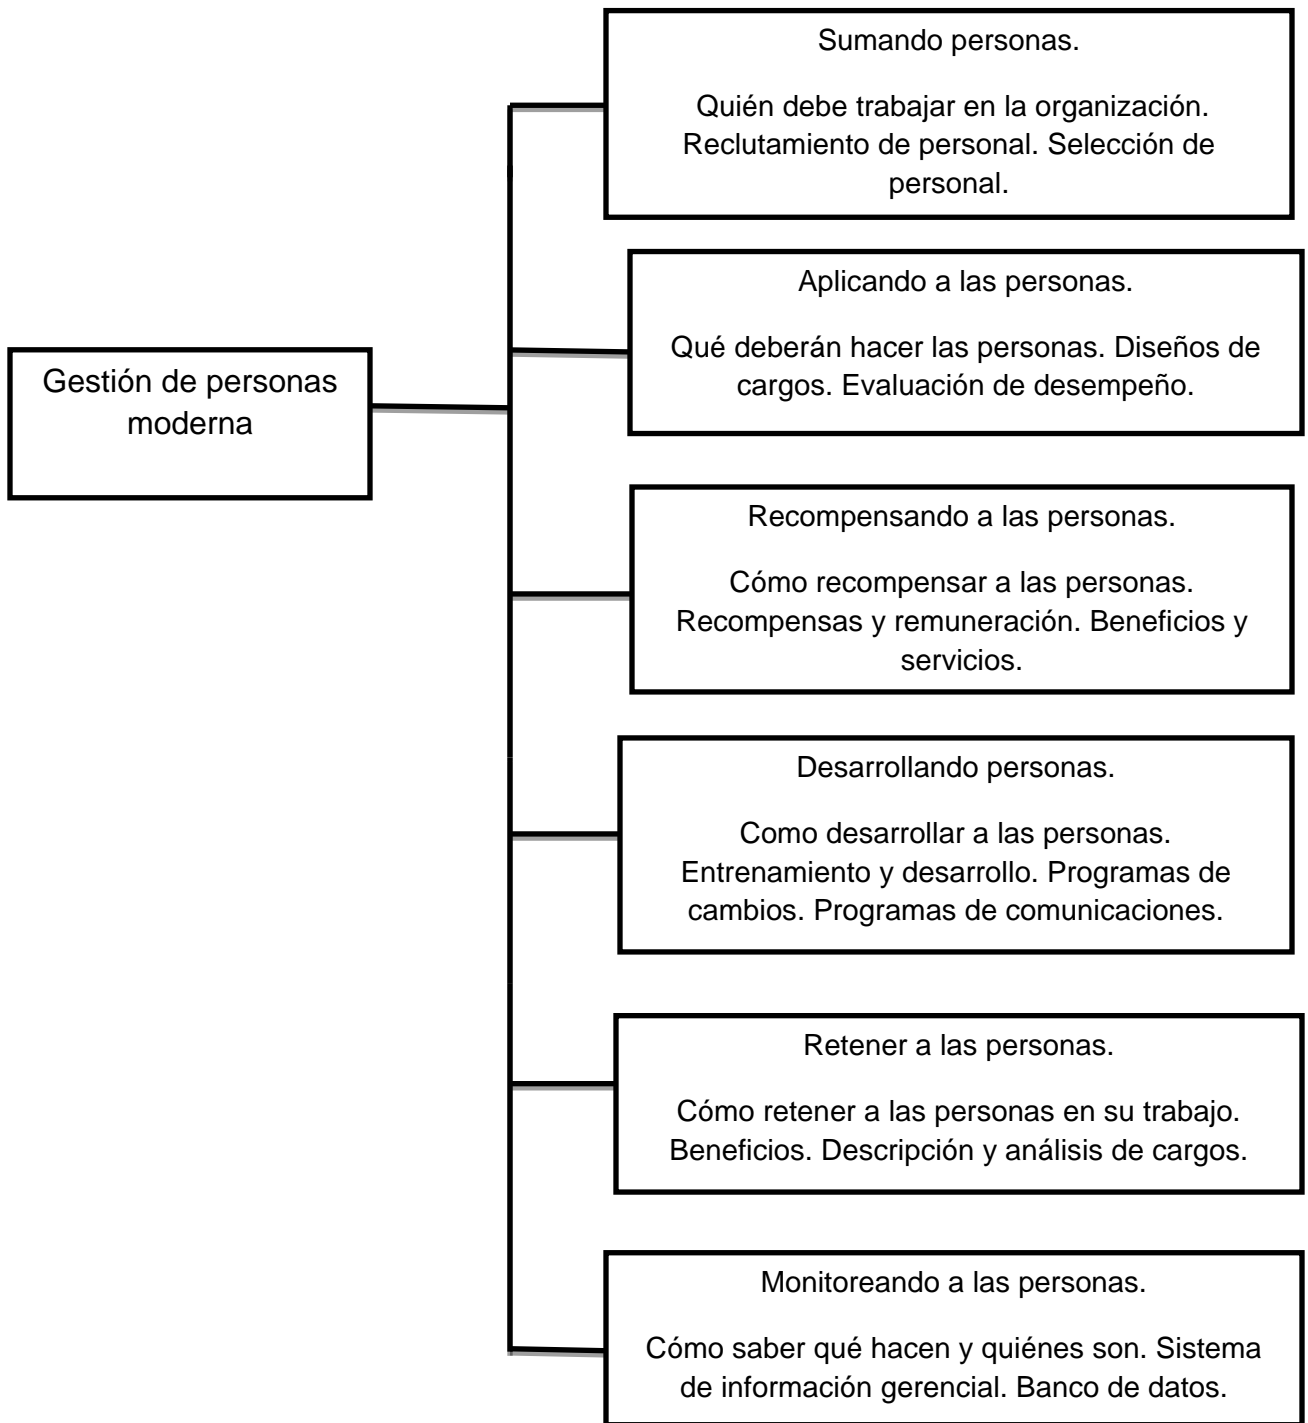 Sumando personas.
Quién debe trabajar en la organización.
Reclutamiento de personal. Selección de
personal.
Aplicando a las personas.
Qué deberán hacer las personas. Diseños de
cargos. Evaluación de desempeño.
Gestión de personas
moderna
Recompensando a las personas.
Cómo recompensar a las personas.
Recompensas y remuneración. Beneficios y
servicios.
Desarrollando personas.
Como desarrollar a las personas.
Entrenamiento y desarrollo. Programas de
cambios. Programas de comunicaciones.
Retener a las personas.
Cómo retener a las personas en su trabajo.
Beneficios. Descripción y análisis de cargos.
Monitoreando a las personas.
Cómo saber qué hacen y quiénes son. Sistema
de información gerencial. Banco de datos.